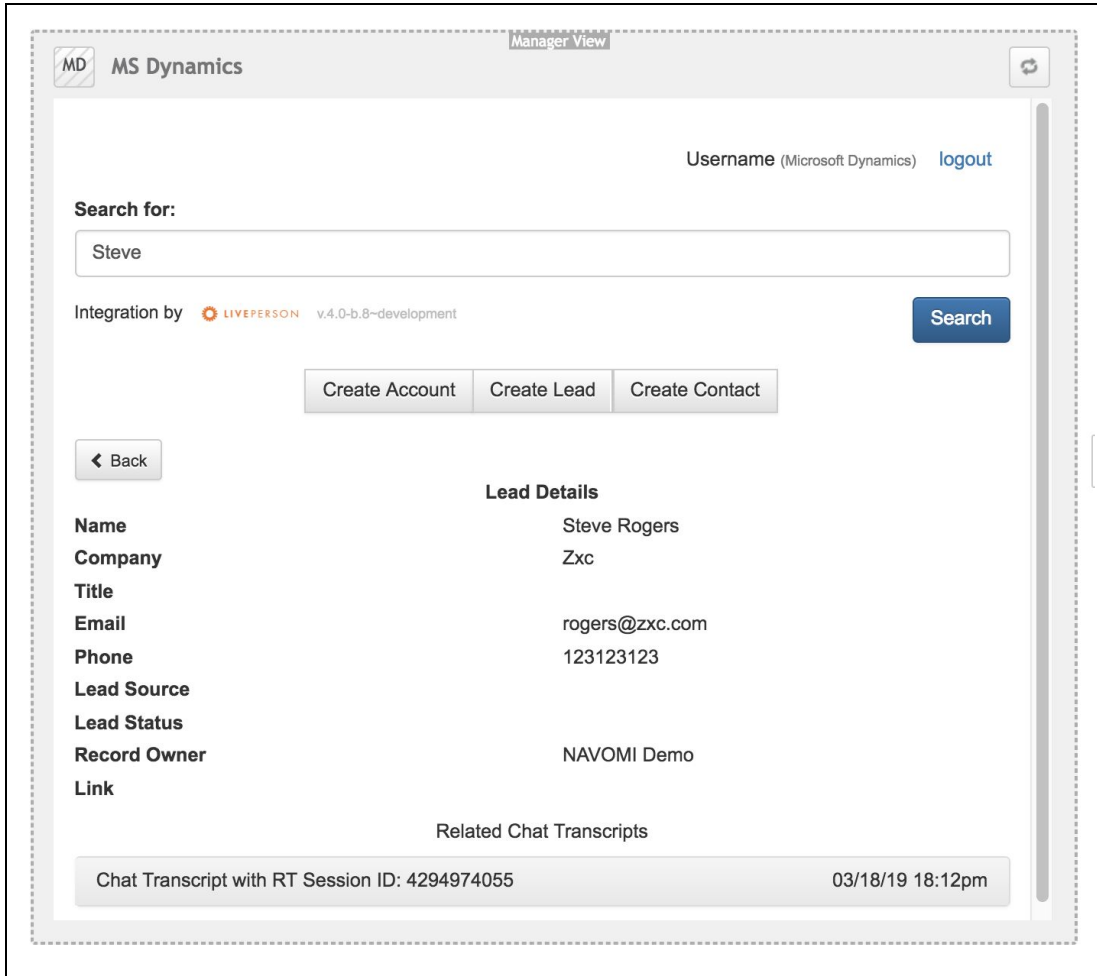 Manager View
MD MS Dynamics
Username (Microsoft Dynamics) logout
Search for:
Steve
Integration by LIVEPERSON v.4.0-b.8~development Search
Create Account Create Lead Create Contact
Back
Lead Details
Name Steve Rogers
Company Zxc
Title
Email rogers@zxc.com
Phone 123123123
Lead Source
Lead Status
Record Owner NAVOMI Demo
Link
Related Chat Transcripts
Chat Transcript with RT Session ID: 4294974055 03/18/19 18:12pm